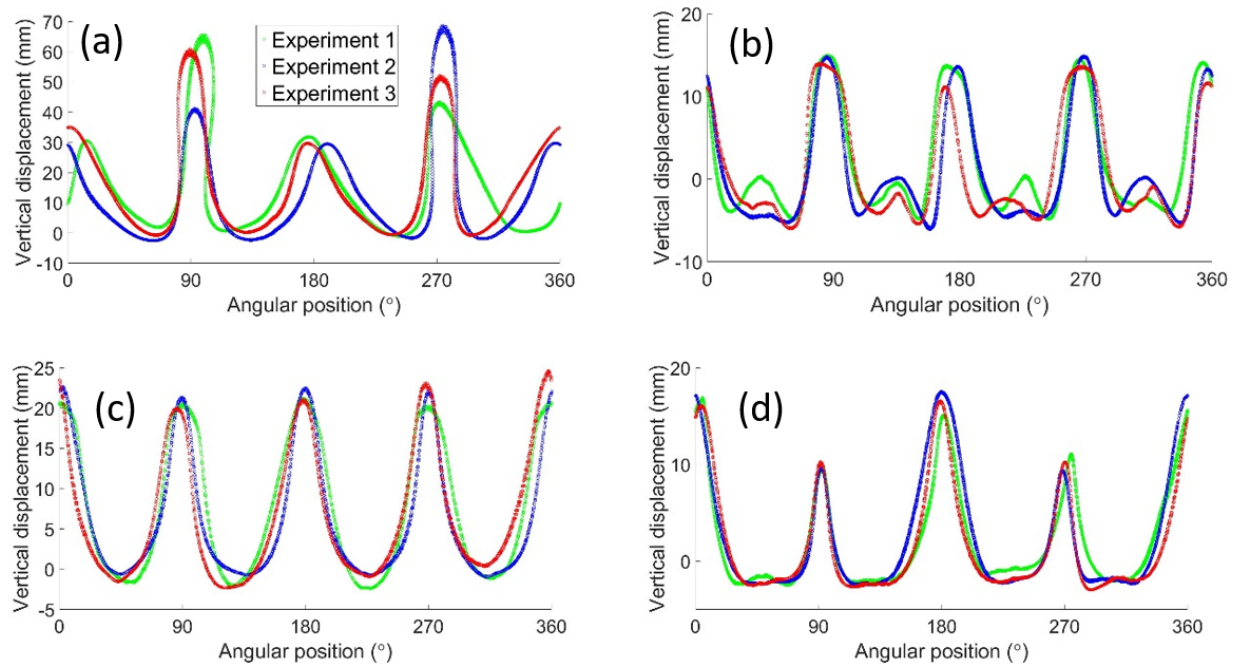 (a)
Experiment 1
Experiment 2
Experiment 3
Vertical displacement (mm)
70
60
50
40
30
20
10
0
-10
0 90 180 270 360
Angular position (°)
(b)
Vertical displacement (mm)
20
10
0
-10
0 90 180 270 360
Angular position (°)
(c)
Vertical displacement (mm)
25
20
15
10
5
0
-5
0 90 180 270 360
Angular position (°)
(d)
Vertical displacement (mm)
20
10
0
0 90 180 270 360
Angular position (°)